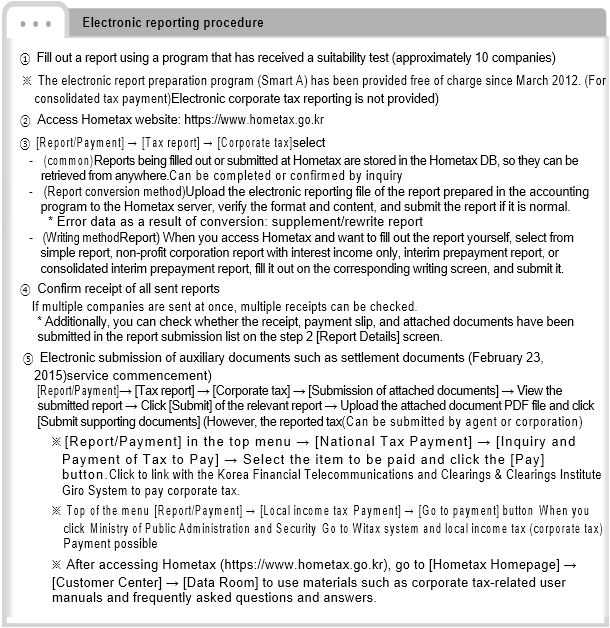 Electronic reporting procedure
① Fill out a report using a program that has received a suitability test (approximately 10 companies)
※ The electronic report preparation program (Smart A) has been provided free of charge since March 2012. (For
consolidated tax payment)Electronic corporate tax reporting is not provided)
② Access Hometax website: https://www.hometax.go.kr
③ [Report/Payment] → [Tax report] → [Corporate tax]select
- (common)Reports being filled out or submitted at Hometax are stored in the Hometax DB, so they can be
retrieved from anywhere.Can be completed or confirmed by inquiry
- (Report conversion method)Upload the electronic reporting file of the report prepared in the accounting
program to the Hometax server, verify the format and content, and submit the report if it is normal.
* Error data as a result of conversion: supplement/rewrite report
- (Writing methodReport) When you access Hometax and want to fill out the report yourself, select from
simple report, non-profit corporation report with interest income only, interim prepayment report, or
consolidated interim prepayment report, fill it out on the corresponding writing screen, and submit it.
④ Confirm receipt of all sent reports
If multiple companies are sent at once, multiple receipts can be checked.
* Additionally, you can check whether the receipt, payment slip, and attached documents have been
submitted in the report submission list on the step 2 [Report Details] screen.
⑤ Electronic submission of auxiliary documents such as settlement documents (February 23,
2015)service commencement)
[Report/Payment]→ [Tax report] → [Corporate tax] → [Submission of attached documents] → View the
submitted report → Click [Submit] of the relevant report → Upload the attached document PDF file and click
[Submit supporting documents] (However, the reported tax(Can be submitted by agent or corporation)
※ [Report/Payment] in the top menu → [National Tax Payment] → [Inquiry and
Payment of Tax to Pay] → Select the item to be paid and click the [Pay]
button.Click to link with the Korea Financial Telecommunications and Clearings & Clearings Institute
Giro System to pay corporate tax.
※ Top of the menu [Report/Payment] → [Local income tax Payment] → [Go to payment] button When you
click Ministry of Public Administration and Security Go to Witax system and local income tax (corporate tax)
Payment possible
※ After accessing Hometax (https://www.hometax.go.kr), go to [Hometax Homepage] →
[Customer Center] → [Data Room] to use materials such as corporate tax-related user
manuals and frequently asked questions and answers.